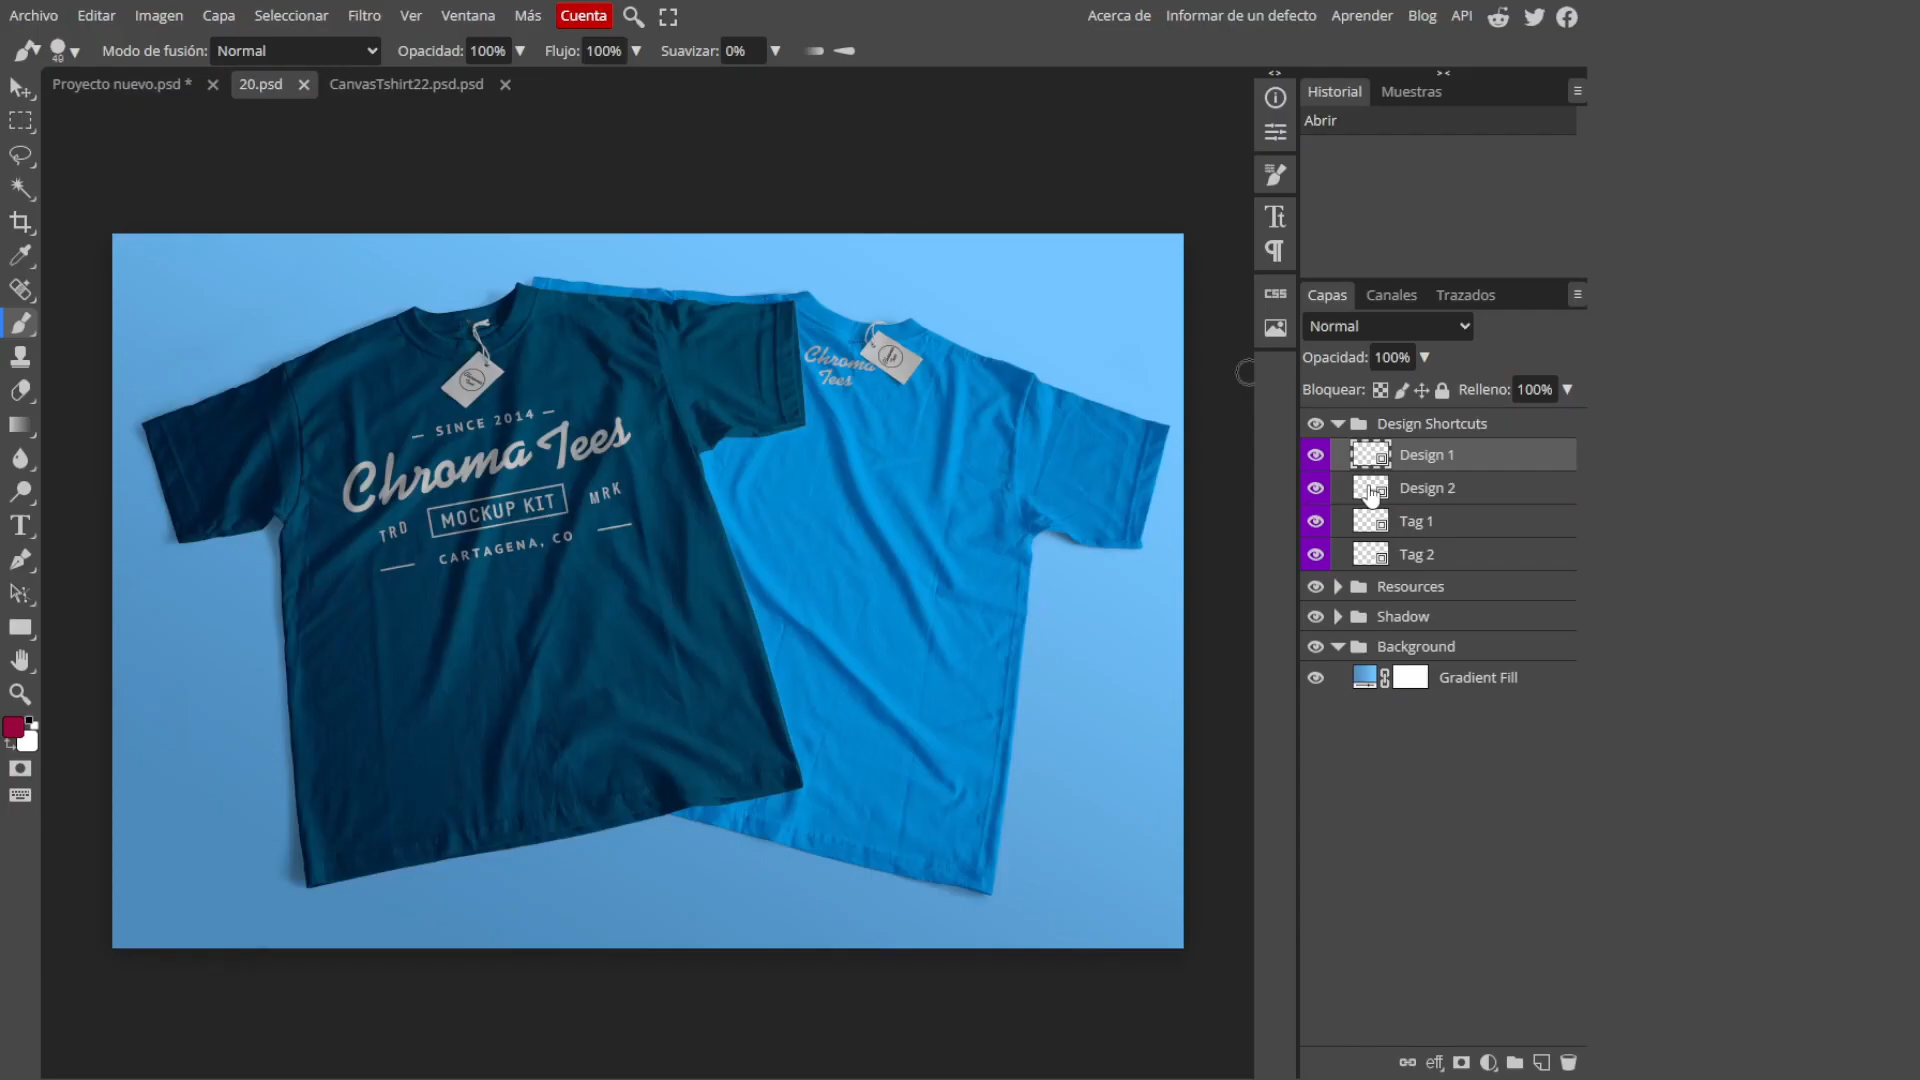 Archivo Editar Imagen Capa Seleccionar Filtro Ver Ventana Más Cuenta Acerca de Informar de un defecto Aprender Blog API
49 Modo de fusión: Normal Opacidad: 100% Flujo: 100% Suavizar: 0%
Proyecto nuevo.psd * 20.psd CanvasTshirt22.psd.psd
Historial Muestras
Abrir
CSS
Capas Canales Trazados
Normal
Opacidad: 100%
Bloquear: Relleno: 100%
Design Shortcuts
Design 1
Design 2
Tag 1
Tag 2
Resources
Shadow
Background
Gradient Fill
eff
— SINCE 2014 —
Chroma Tees
TRD MOCKUP KIT MRK
CARTAGENA, CO
Chroma
Tees